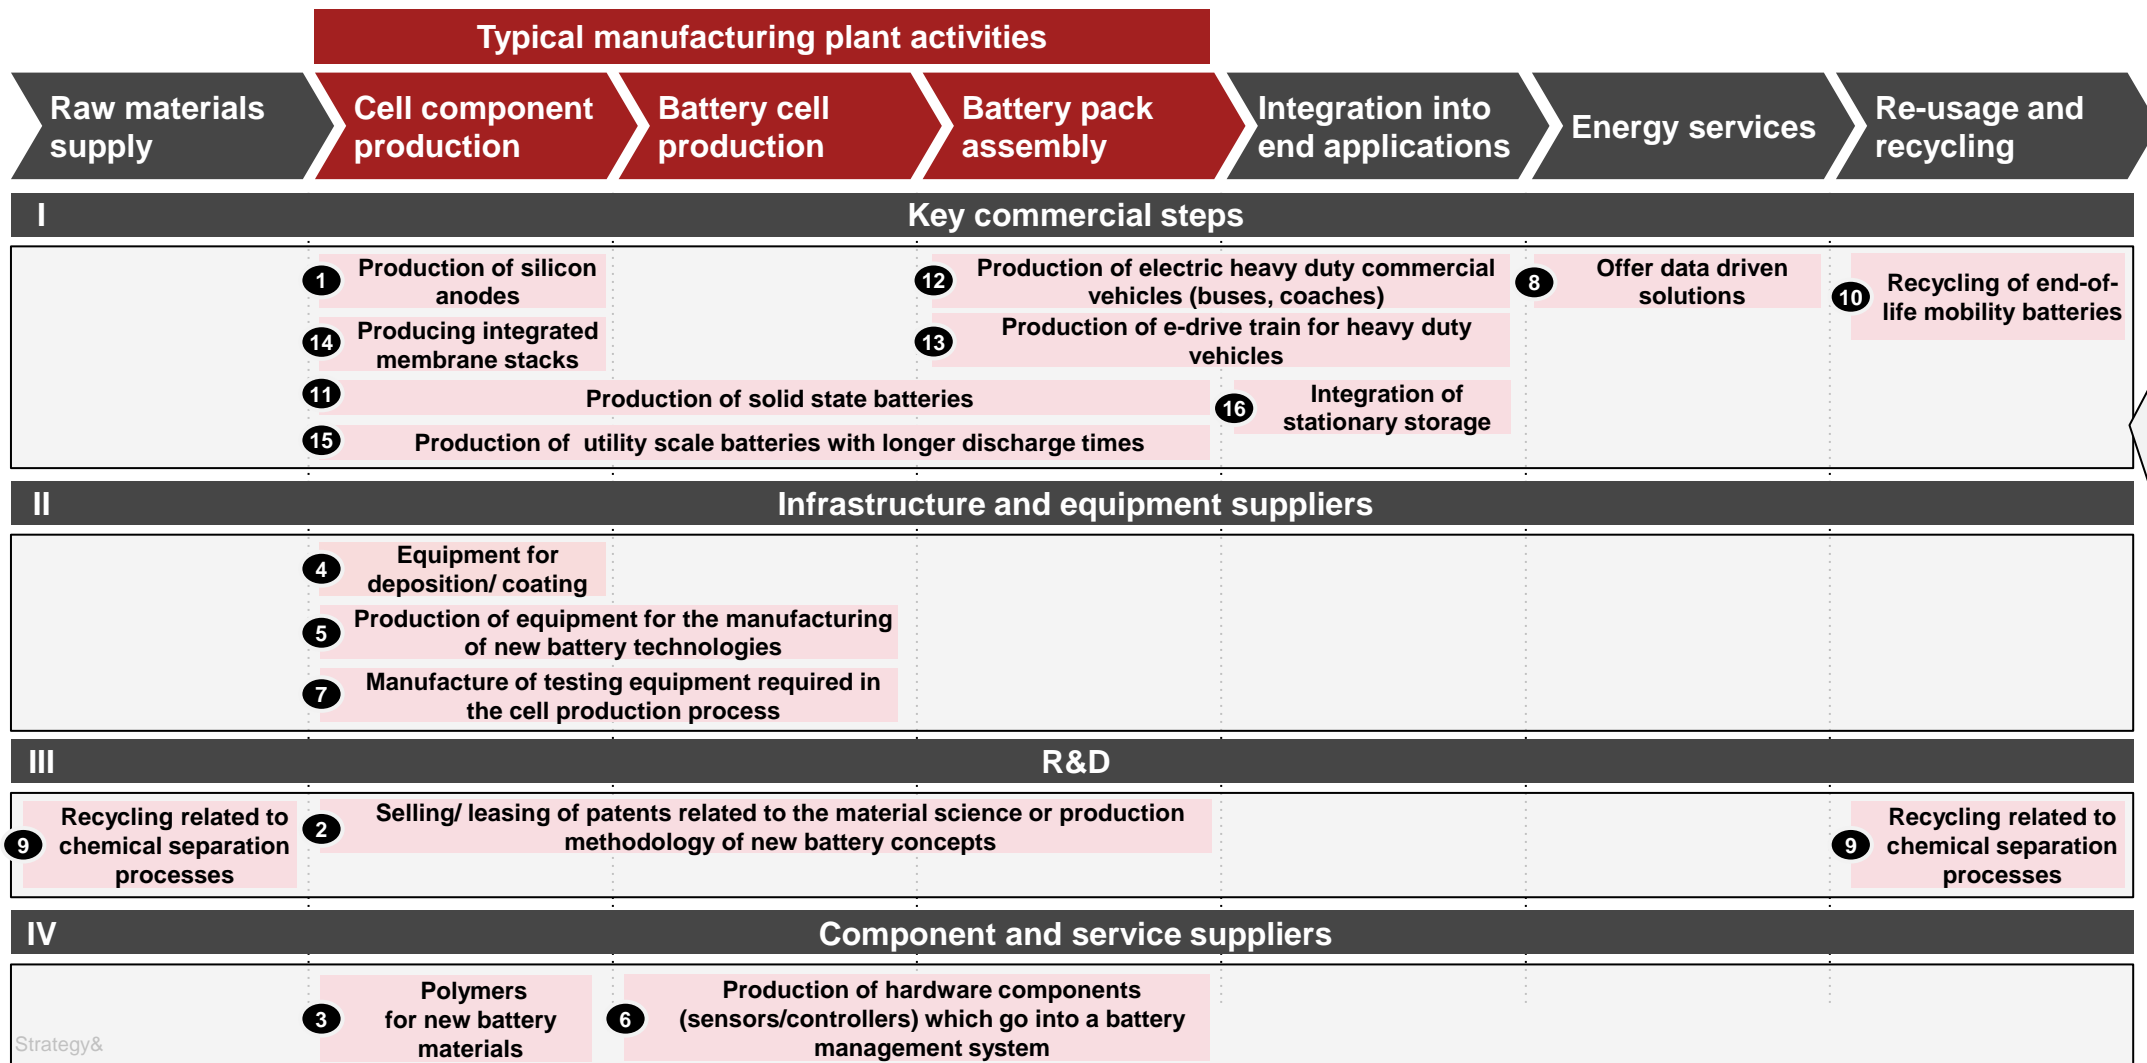 Typical manufacturing plant activities
Raw materials
supply
Cell component
production
Battery cell
production
Battery pack
assembly
Integration into
end applications
Energy services
Re-usage and
recycling
I
Key commercial steps
1
Production of silicon
anodes
12
Production of electric heavy duty commercial
vehicles (buses, coaches)
8
Offer data driven
solutions
10
Recycling of end-of-
life mobility batteries
14
Producing integrated
membrane stacks
13
Production of e-drive train for heavy duty
vehicles
11
Production of solid state batteries
16
Integration of
stationary storage
15
Production of utility scale batteries with longer discharge times
II
Infrastructure and equipment suppliers
4
Equipment for
deposition/ coating
5
Production of equipment for the manufacturing
of new battery technologies
7
Manufacture of testing equipment required in
the cell production process
III
R&D
9
Recycling related to
chemical separation
processes
2
Selling/ leasing of patents related to the material science or production
methodology of new battery concepts
9
Recycling related to
chemical separation
processes
IV
Component and service suppliers
3
Polymers
for new battery
materials
6
Production of hardware components
(sensors/controllers) which go into a battery
management system
Strategy&